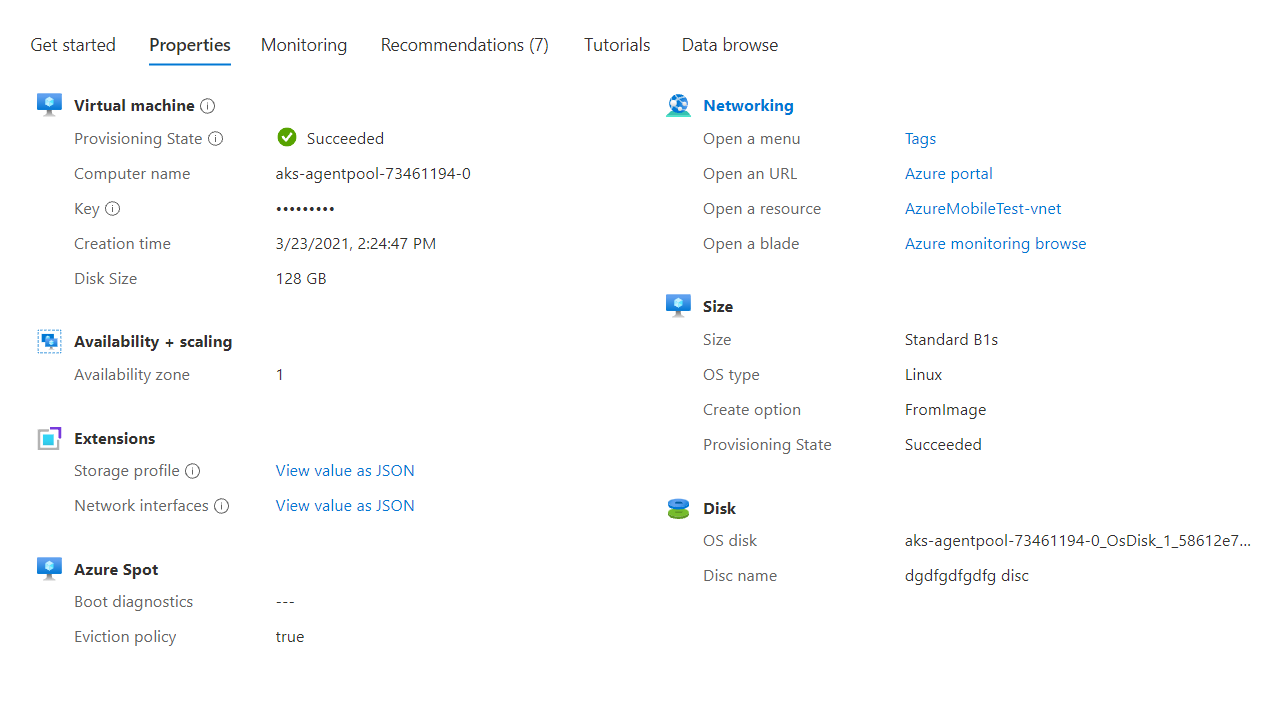 Get started Properties Monitoring Recommendations (7) Tutorials Data browse
Virtual machine
Provisioning State Succeeded
Computer name aks-agentpool-73461194-0
Key •••••••••
Creation time 3/23/2021, 2:24:47 PM
Disk Size 128 GB
Availability + scaling
Availability zone 1
Extensions
Storage profile View value as JSON
Network interfaces View value as JSON
Azure Spot
Boot diagnostics ---
Eviction policy true
Networking
Open a menu Tags
Open an URL Azure portal
Open a resource AzureMobileTest-vnet
Open a blade Azure monitoring browse
Size
Size Standard B1s
OS type Linux
Create option FromImage
Provisioning State Succeeded
Disk
OS disk aks-agentpool-73461194-0_OsDisk_1_58612e7...
Disc name dgdfgdfgdfg disc